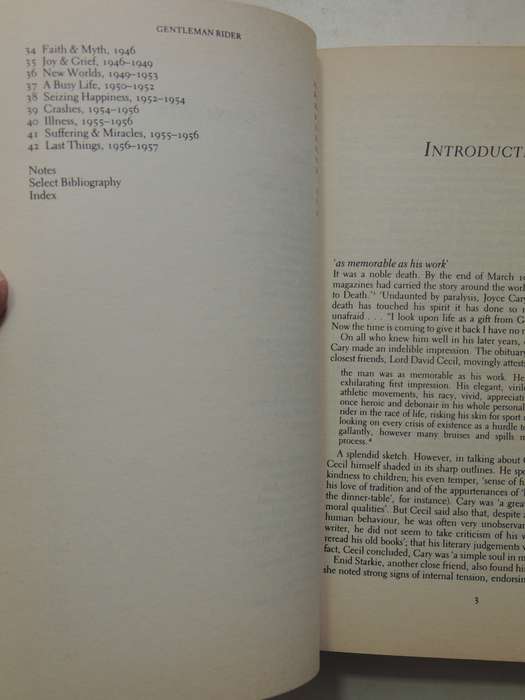 GENTLEMAN RIDER
34 Faith & Myth, 1946
35 Joy & Grief, 1946–1949
36 New Worlds, 1949–1953
37 A Busy Life, 1950–1952
38 Seizing Happiness, 1952–1954
39 Crashes, 1954–1956
40 Illness, 1955–1956
41 Suffering & Miracles, 1955–1956
42 Last Things, 1956–1957
Notes
Select Bibliography
Index
INTRODUCT
'as memorable as his work'
It was a noble death. By the end of March
magazines had carried the story around the
to Death."¹ 'Undaunted by paralysis, Joyce Cary
death has touched his spirit it has done so
unafraid . . . "I look upon life as a gift from
Now the time is coming to give it back I have no
On all who knew him well in his later years,
Cary made an indelible impression. The
closest friends, Lord David Cecil, movingly
the man was as memorable as his work. He
exhilarating first impression. His elegant,
athletic movements, his racy, vivid,
once heroic and debonair in his whole
rider in the race of life, risking his skin for sport
looking on every crisis of existence as a hurdle
gallantly, however many bruises and spills
process.⁴
A splendid sketch. However, in talking about
Cecil himself shaded in its sharp outlines. He
kindness to children; his even temper, 'sense of
his love of tradition and of the appurtenances of
the dinner-table', for instance). Cary was 'a
moral qualities'. But Cecil said also that, despite
human behaviour, he was often very
writer, he did not seem to take criticism of his
reread his old books', that his literary judgements
fact, Cecil concluded, Cary was 'a simple soul in
Enid Starkie, another close friend, also found
she noted strong signs of internal tension,
3